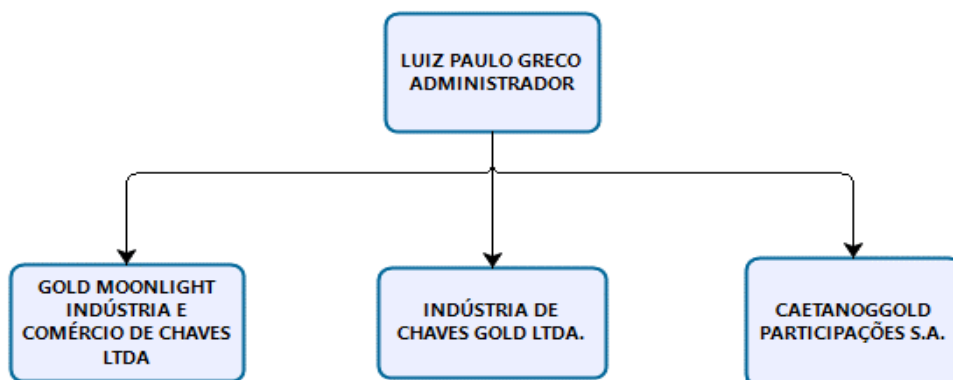 LUIZ PAULO GRECO
ADMINISTRADOR
GOLD MOONLIGHT
INDÚSTRIA E
COMÉRCIO DE CHAVES
LTDA
INDÚSTRIA DE
CHAVES GOLD LTDA.
CAETANOGGOLD
PARTICIPAÇÕES S.A.